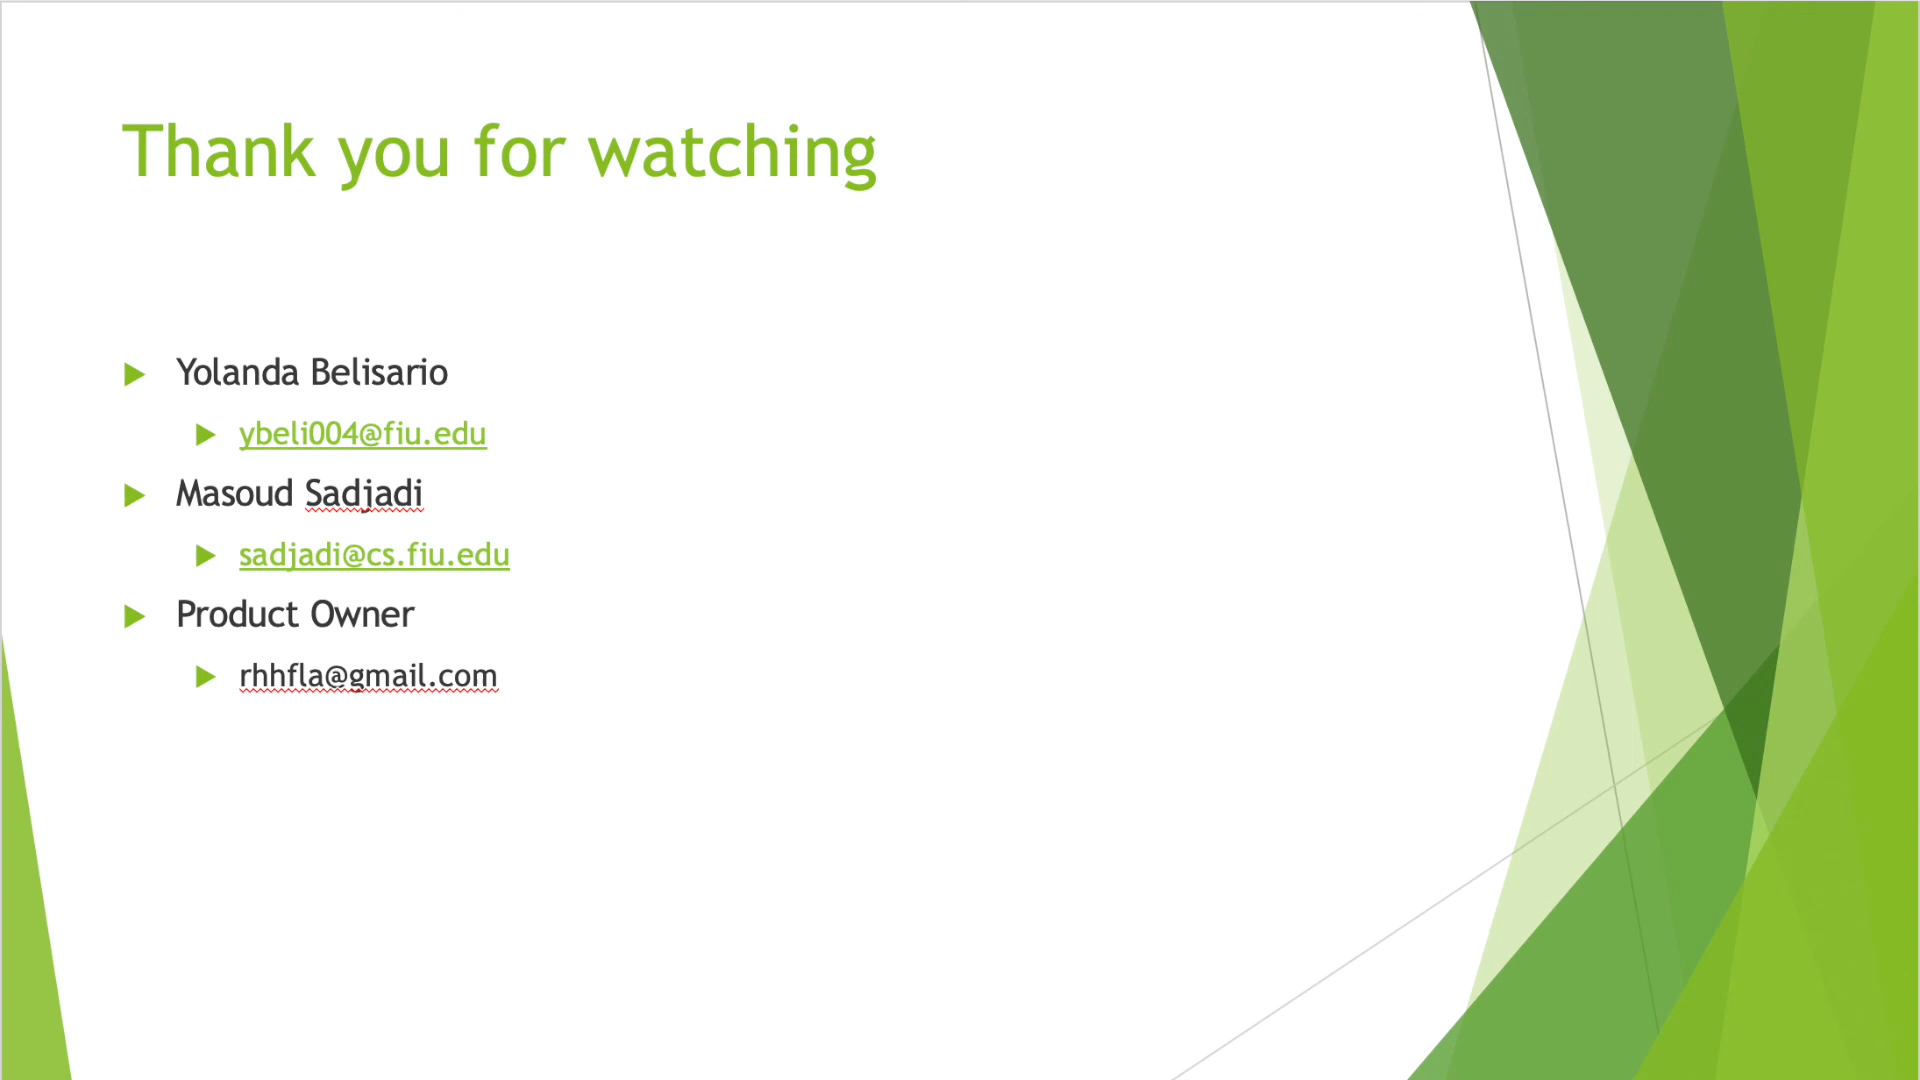 Thank you for watching
Yolanda Belisario
ybeli004@fiu.edu
Masoud Sadjadi
sadjadi@cs.fiu.edu
Product Owner
rhhfla@gmail.com